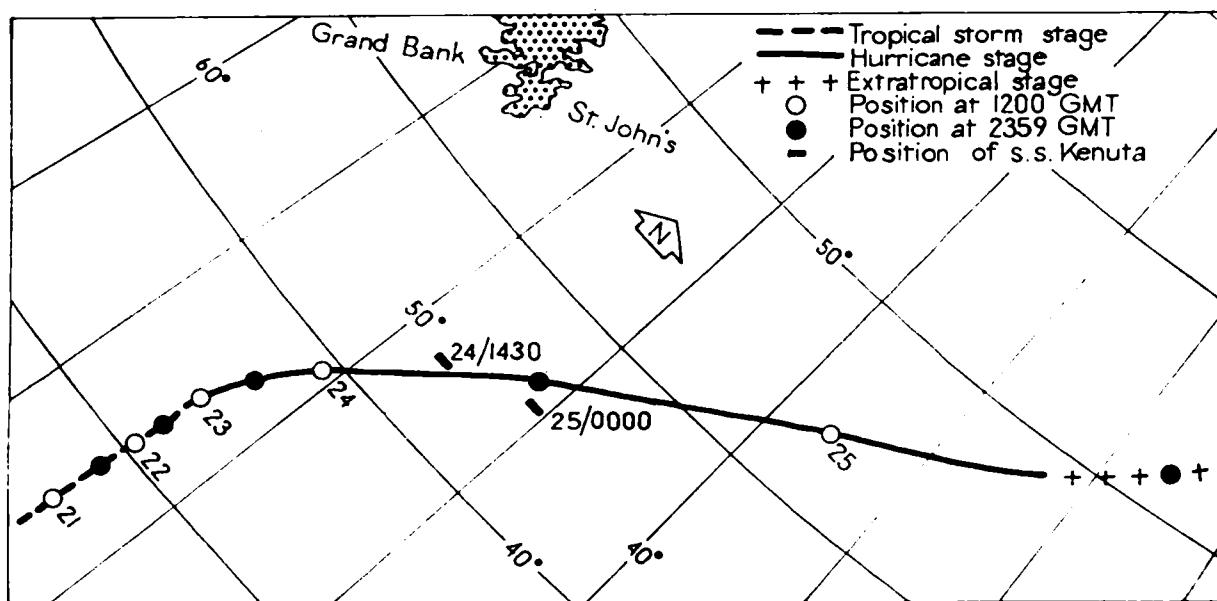 60°
Grand Bank
St. John's
Tropical storm stage
Hurricane stage
Extratropical stage
Position at 1200 GMT
Position at 2359 GMT
Position of s.s. Kenuta
N
50°
50°
24/1430
25/0000
21
22
23
24
25
40°
40°